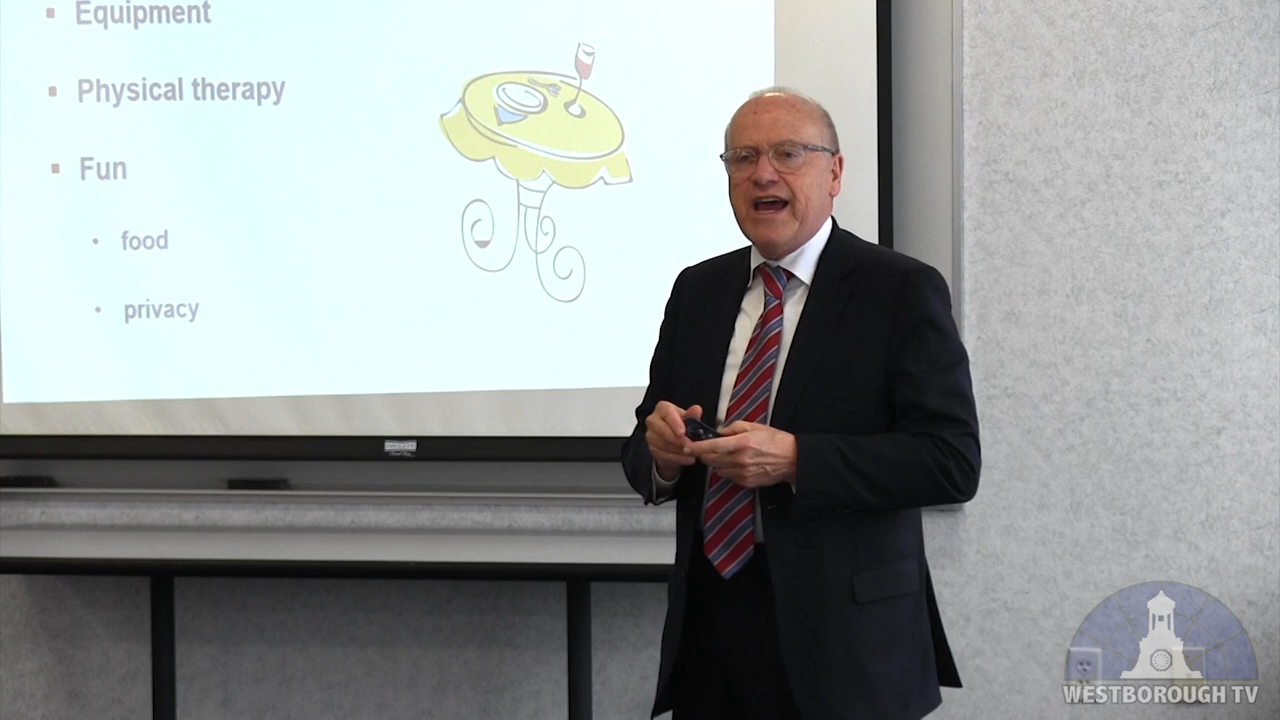 Equipment
Physical therapy
Fun
food
privacy
WESTBOROUGH TV